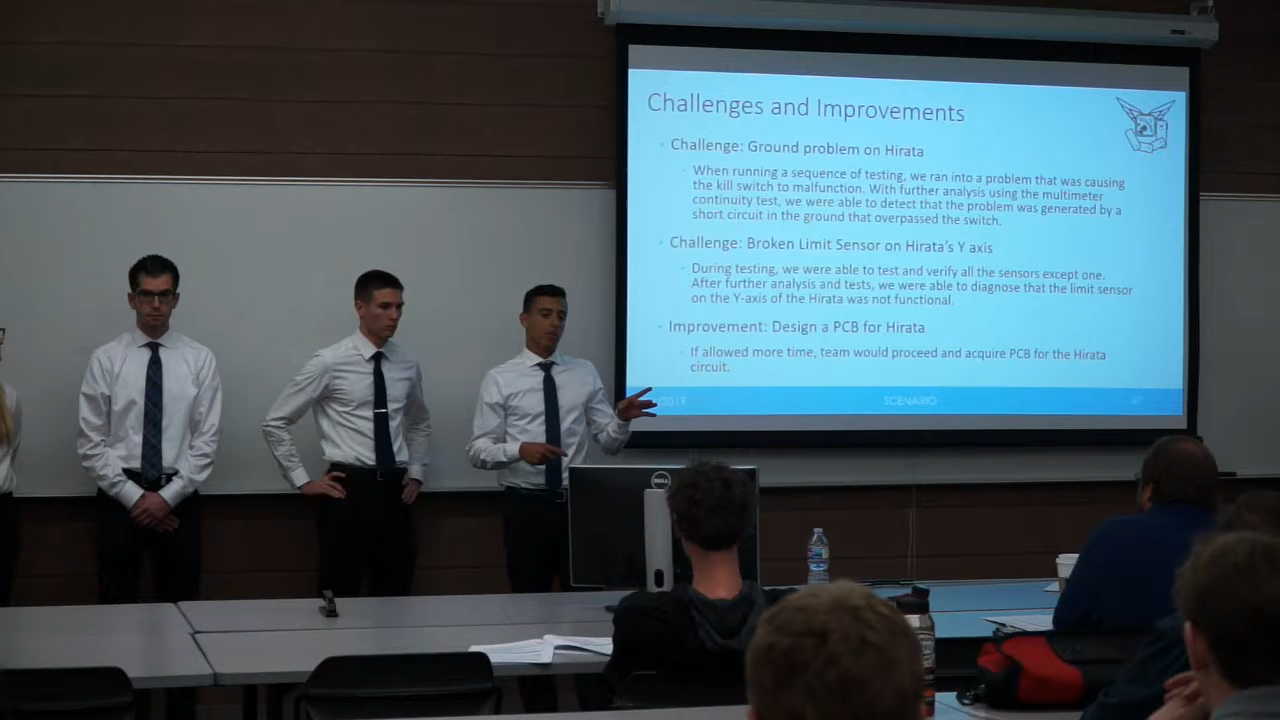 Challenges and Improvements
Challenge: Ground problem on Hirata
When running a sequence of testing, we ran into a problem that was causing
the kill switch to malfunction. With further analysis using the multimeter
continuity test, we were able to detect that the problem was generated by a
short circuit in the ground that overpassed the switch.
Challenge: Broken Limit Sensor on Hirata's Y axis
During testing, we were able to test and verify all the sensors except one.
After further analysis and tests, we were able to diagnose that the limit sensor
on the Y-axis of the Hirata was not functional.
Improvement: Design a PCB for Hirata
If allowed more time, team would proceed and acquire PCB for the Hirata
circuit.
2019
SCENARIO
DELL